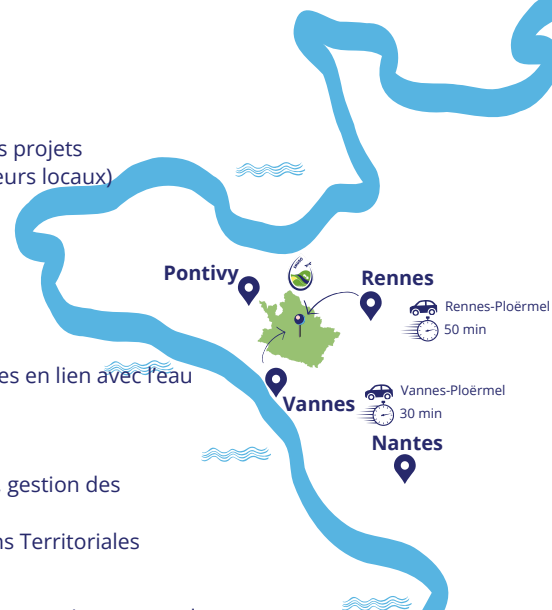 s projets
eurs locaux)
Pontivy
Rennes
Rennes-Ploërmel
50 min
es en lien avec l'eau
Vannes-Ploërmel
Vannes
30 min
Nantes
gestion des
ns Territoriales